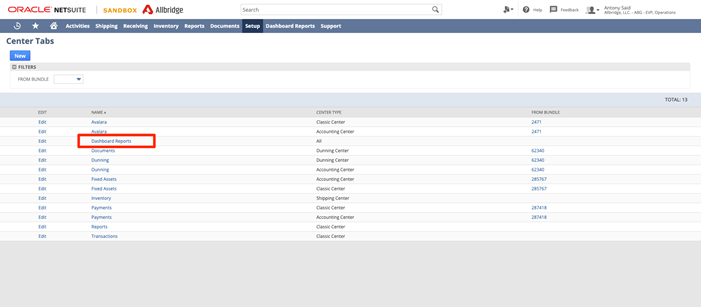 ORACLE NETSUITE SANDBOX Allbridge Search Help Feedback Antony Said
Allbridge, LLC. - ABG - EVP, Operations
Activities Shipping Receiving Inventory Reports Documents Setup Dashboard Reports Support
Center Tabs
New
FILTERS
FROM BUNDLE
TOTAL: 13
EDIT NAME ▲ CENTER TYPE FROM BUNDLE
Edit Avalara Classic Center 2471
Edit Avalara Accounting Center 2471
Edit Dashboard Reports All
Edit Documents Dunning Center 62340
Edit Dunning Dunning Center 62340
Edit Dunning Accounting Center 62340
Edit Fixed Assets Accounting Center 285767
Edit Fixed Assets Classic Center 285767
Edit Inventory Shipping Center
Edit Payments Classic Center 287418
Edit Payments Accounting Center 287418
Edit Reports Classic Center
Edit Transactions Classic Center